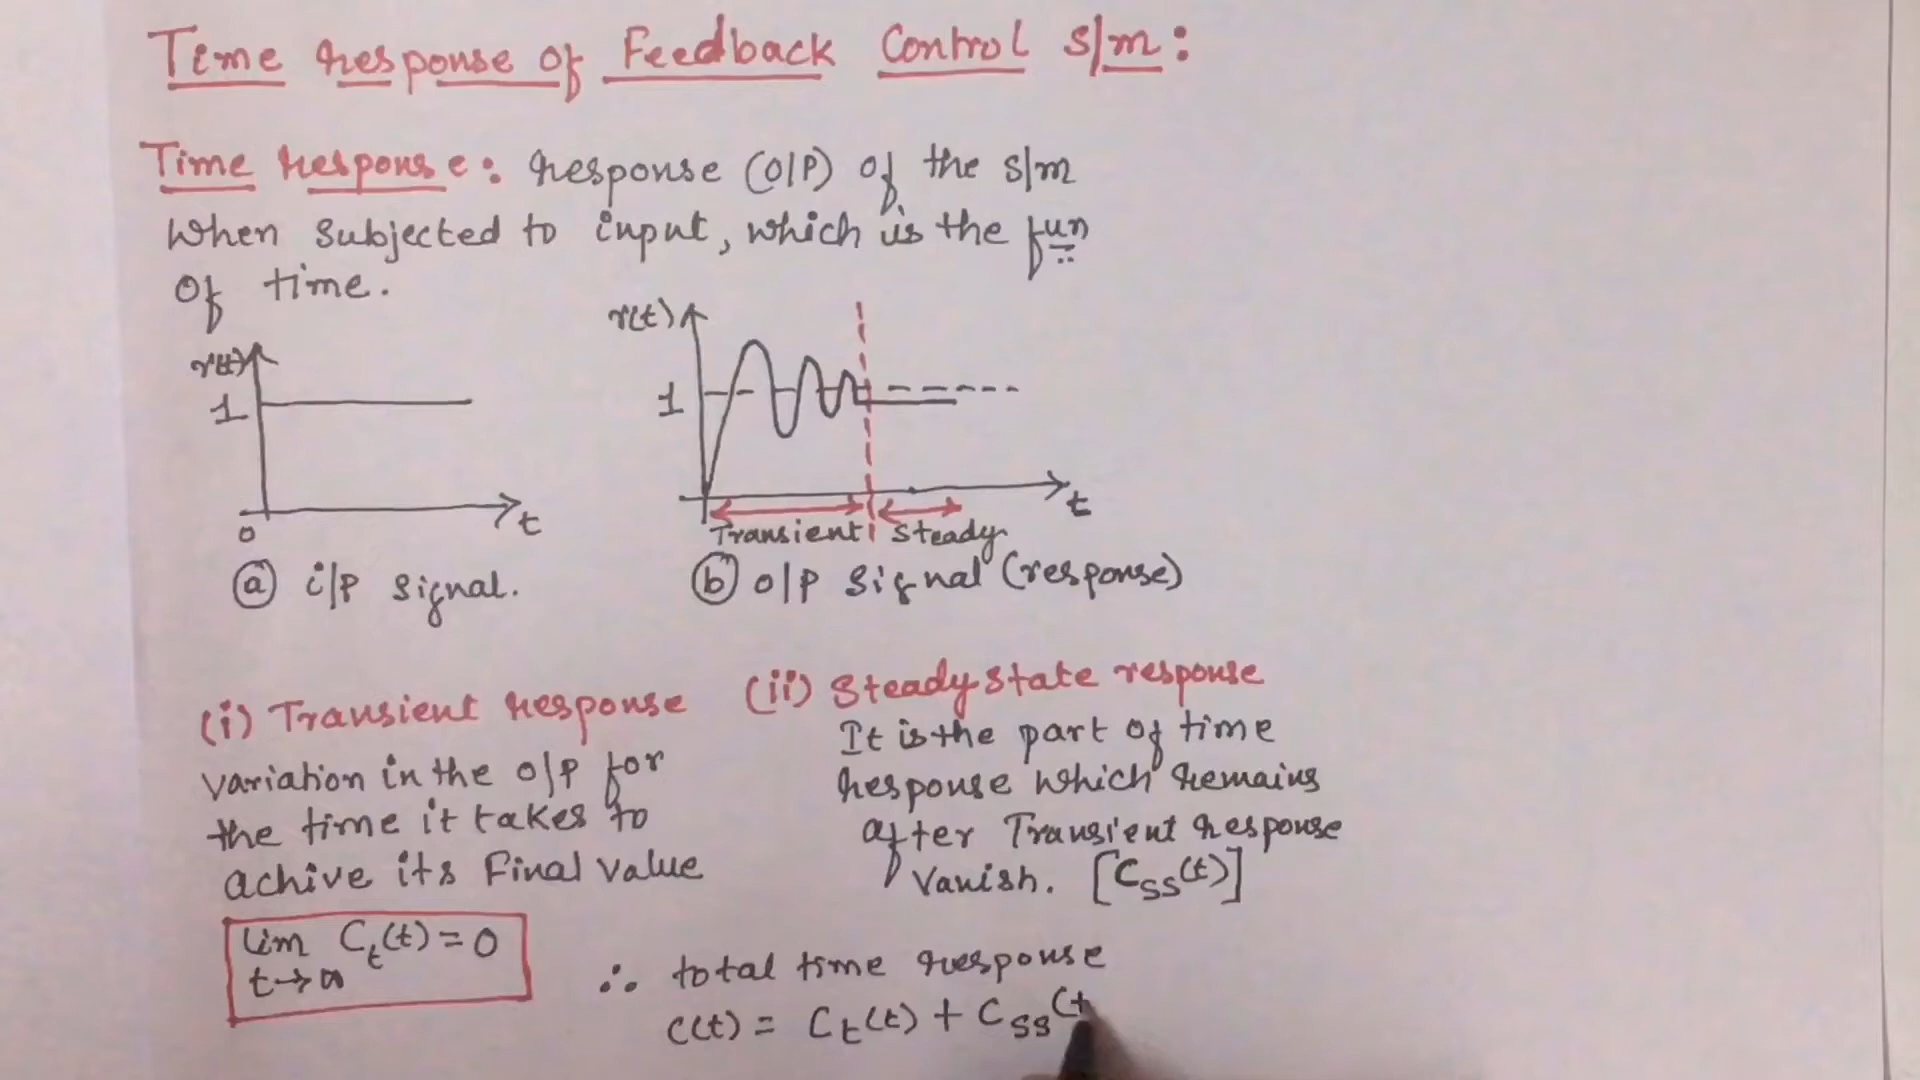 Time response of Feedback Control s/m:
Time response: response (O/P) of the s/m
When subjected to input, which is the fun
of time.
r(t)
1
0
t
(a) i/p signal.
r(t)
1
t
Transient steady
(b) o/p signal (response)
(i) Transient response
variation in the o/p for
the time it takes to
achive its Final value
lim Ct(t) = 0
t→∞
(ii) Steady state response
It is the part of time
response which remains
after Transient response
vanish. [Css(t)]
∴ total time response
C(t) = Ct(t) + Css(t